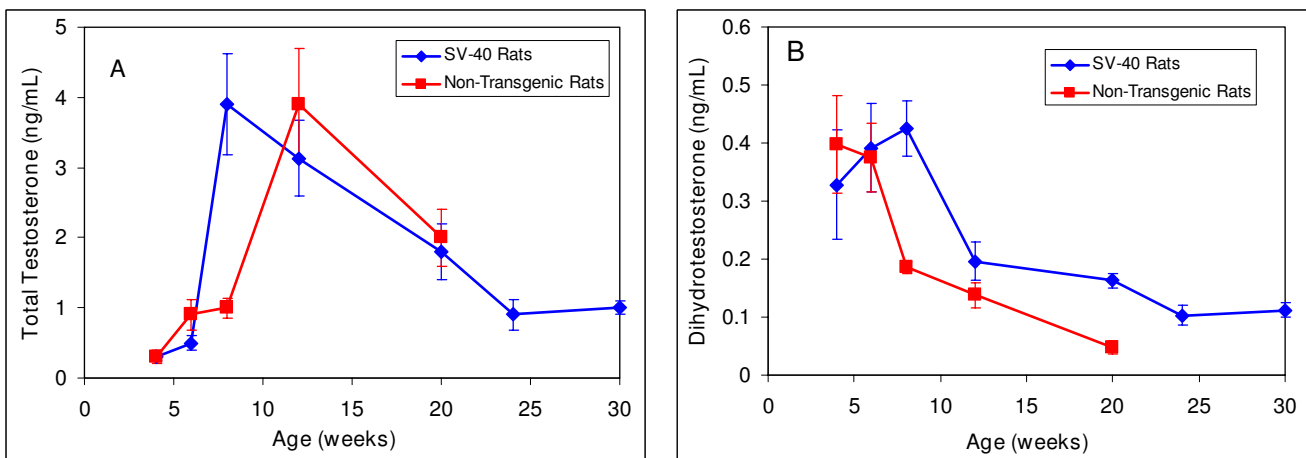 A
SV-40 Rats
Non-Transgenic Rats
Total Testosterone (ng/mL)
5
4
3
2
1
0
0 5 10 15 20 25 30
Age (weeks)
B
SV-40 Rats
Non-Transgenic Rats
Dihydrotestosterone (ng/mL)
0.6
0.5
0.4
0.3
0.2
0.1
0
0 5 10 15 20 25 30
Age (weeks)